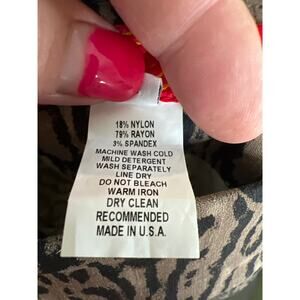 18% NYLON
79% RAYON
3% SPANDEX
MACHINE WASH COLD
MILD DETERGENT
WASH SEPARATELY
LINE DRY
DO NOT BLEACH
WARM IRON
DRY CLEAN
RECOMMENDED
MADE IN U.S.A.